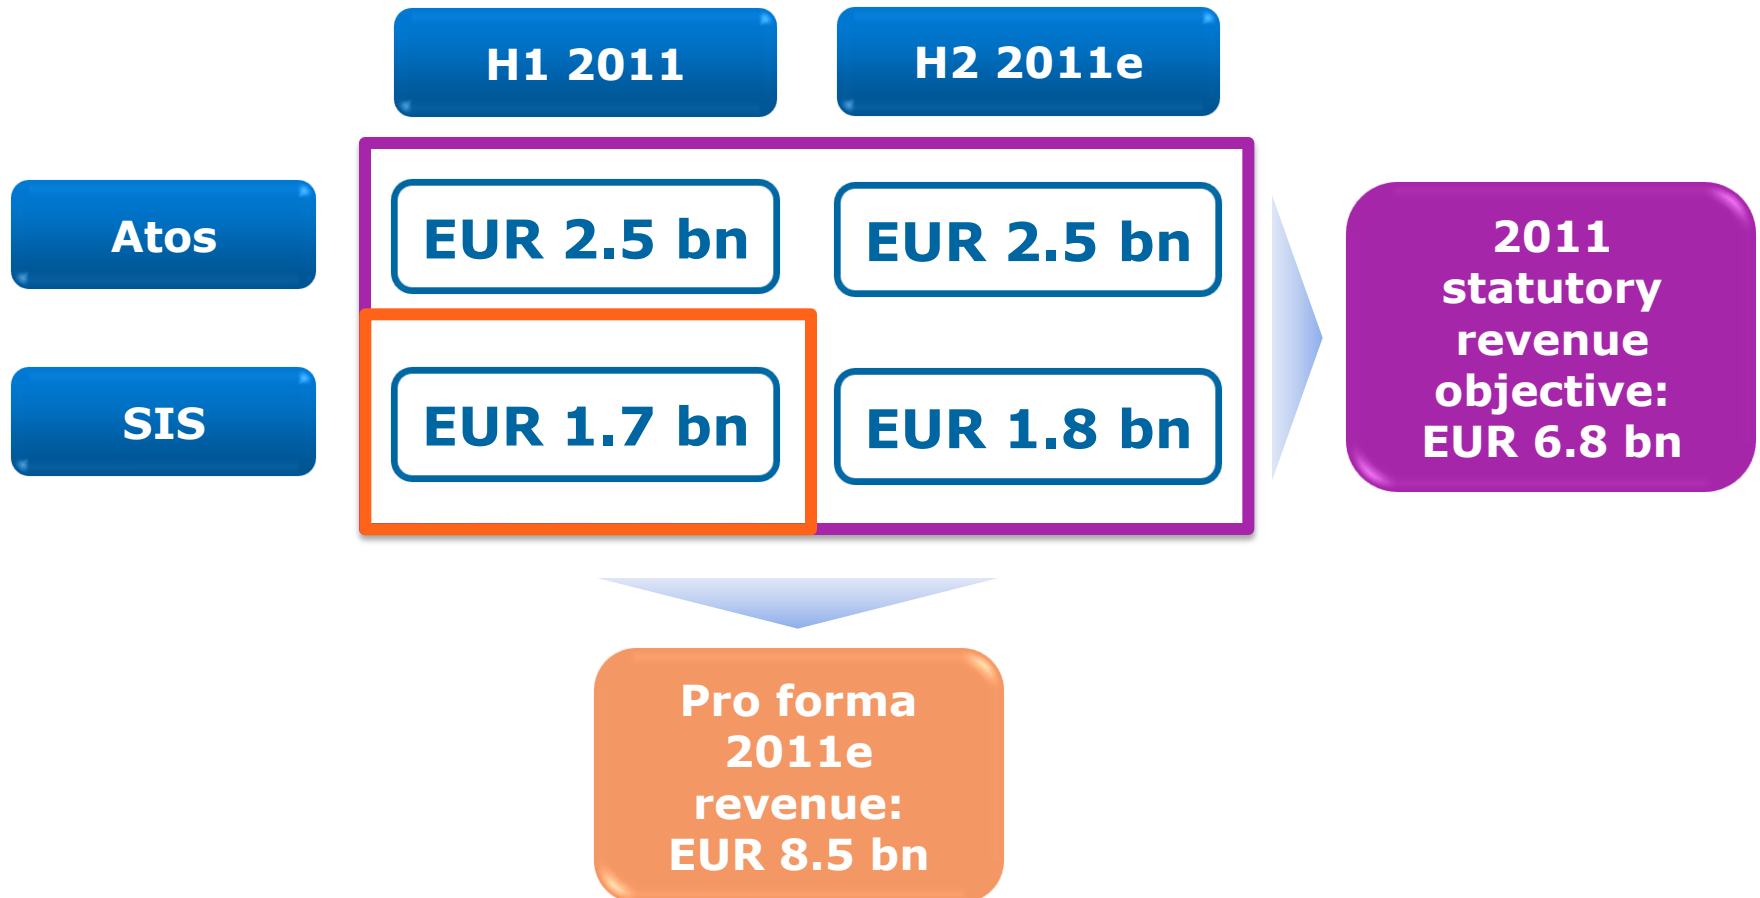 H1 2011
H2 2011e
Atos
EUR 2.5 bn
EUR 2.5 bn
SIS
EUR 1.7 bn
EUR 1.8 bn
2011
statutory
revenue
objective:
EUR 6.8 bn
Pro forma
2011e
revenue:
EUR 8.5 bn